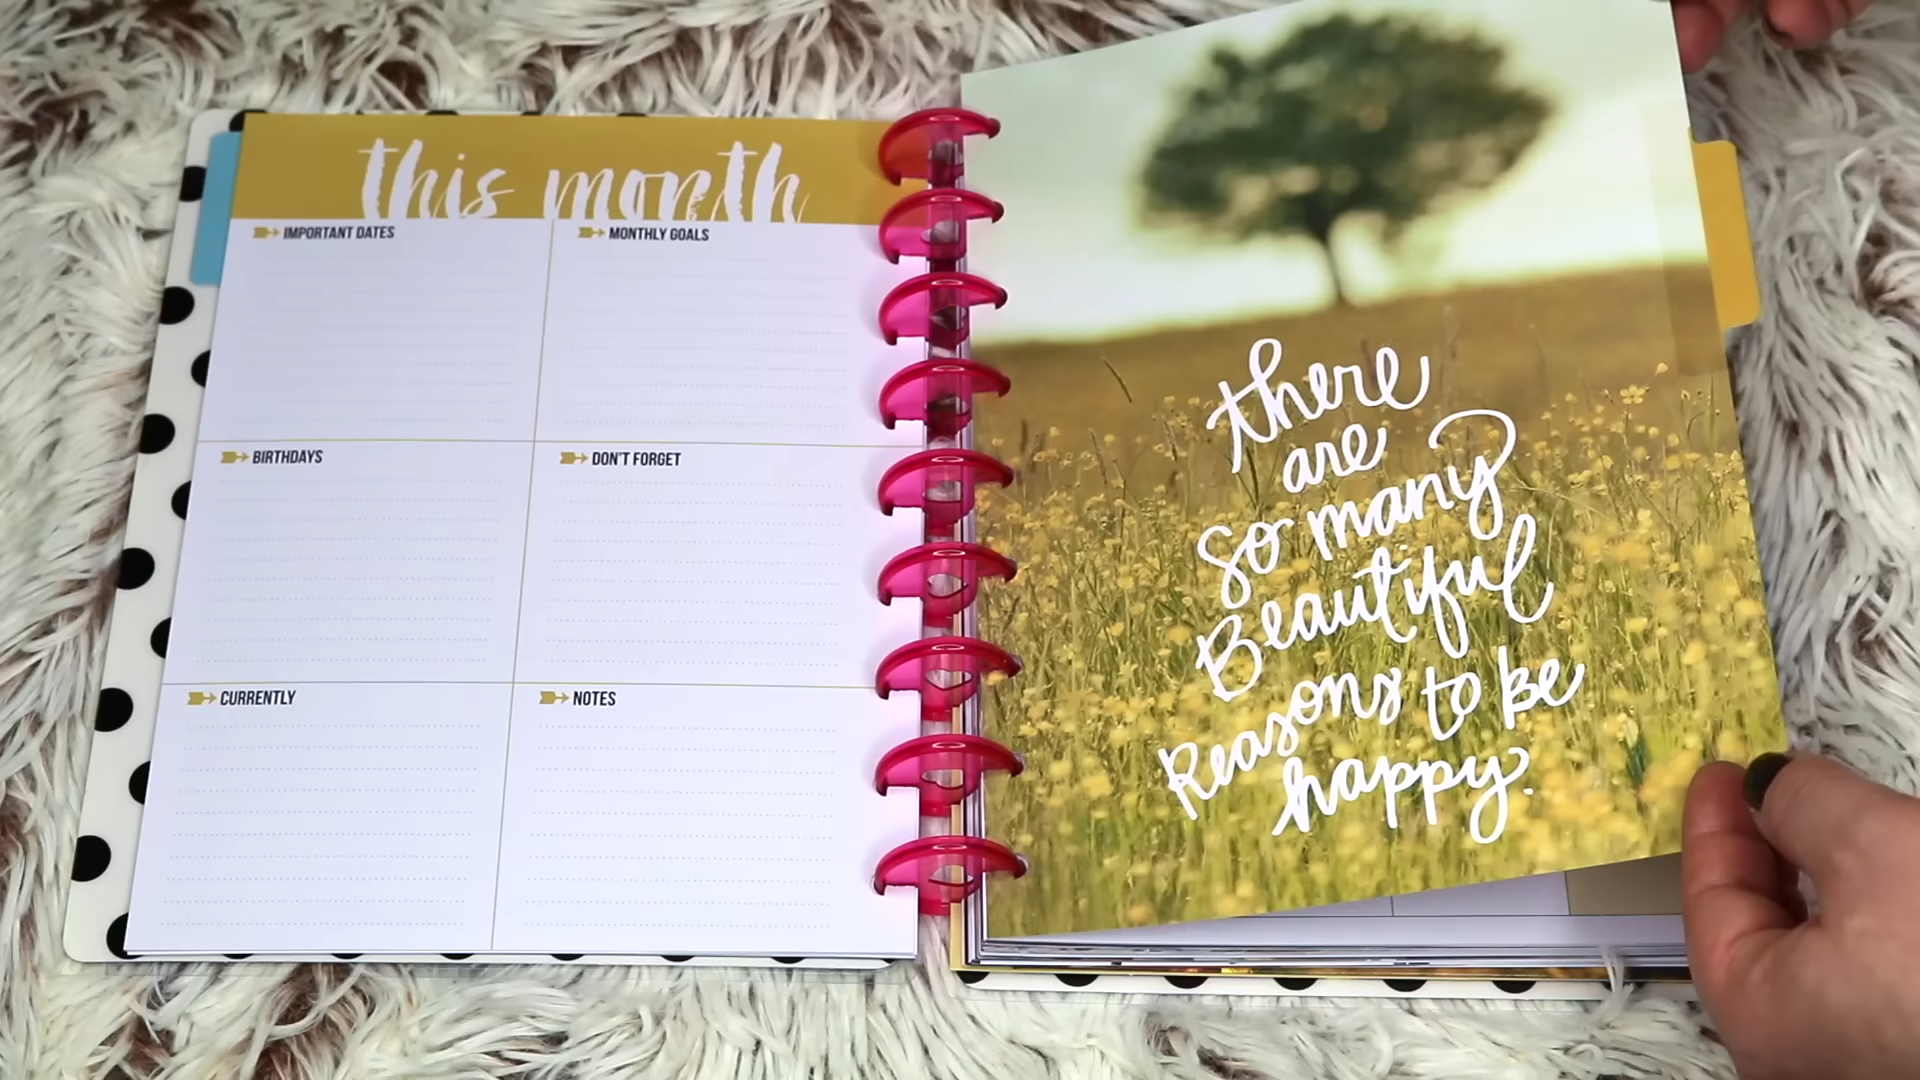 this month
IMPORTANT DATES
MONTHLY GOALS
BIRTHDAYS
DON'T FORGET
CURRENTLY
NOTES
there
are
so many
Beautiful
Reasons to be
happy.